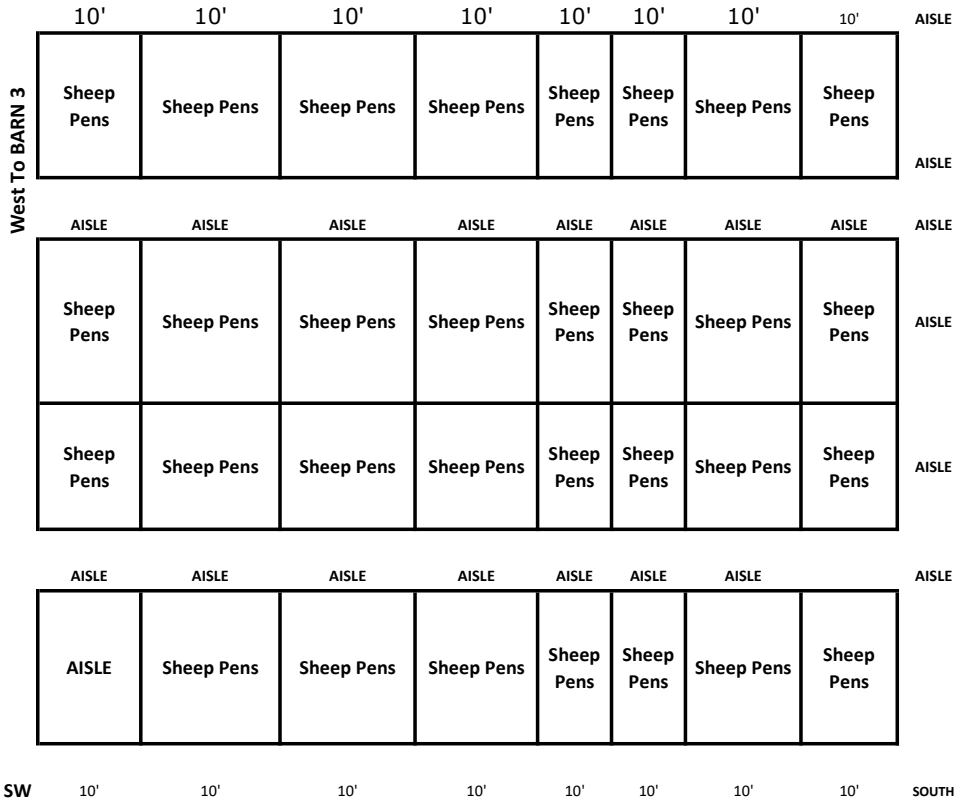 10' 10' 10' 10' 10' 10' 10' 10' AISLE
West To BARN 3
Sheep Pens Sheep Pens Sheep Pens Sheep Pens Sheep Pens Sheep Pens Sheep Pens Sheep Pens
AISLE
AISLE AISLE AISLE AISLE AISLE AISLE AISLE AISLE AISLE
Sheep Pens Sheep Pens Sheep Pens Sheep Pens Sheep Pens Sheep Pens Sheep Pens Sheep Pens AISLE
Sheep Pens Sheep Pens Sheep Pens Sheep Pens Sheep Pens Sheep Pens Sheep Pens Sheep Pens AISLE
AISLE AISLE AISLE AISLE AISLE AISLE AISLE AISLE
AISLE Sheep Pens Sheep Pens Sheep Pens Sheep Pens Sheep Pens Sheep Pens Sheep Pens
SW 10' 10' 10' 10' 10' 10' 10' 10' SOUTH